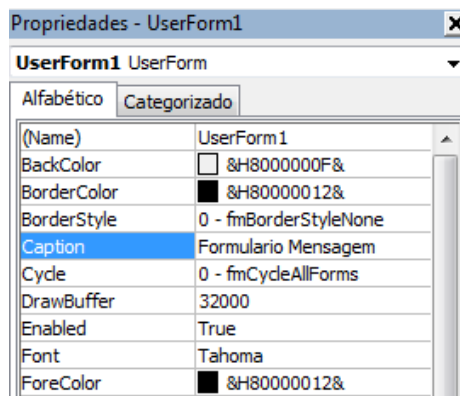 Propriedades - UserForm1
UserForm1 UserForm
Alfabético Categorizado
(Name) UserForm1
BackColor &H8000000F&
BorderColor &H80000012&
BorderStyle 0 - fmBorderStyleNone
Caption Formulario Mensagem
Cycle 0 - fmCycleAllForms
DrawBuffer 32000
Enabled True
Font Tahoma
ForeColor &H80000012&